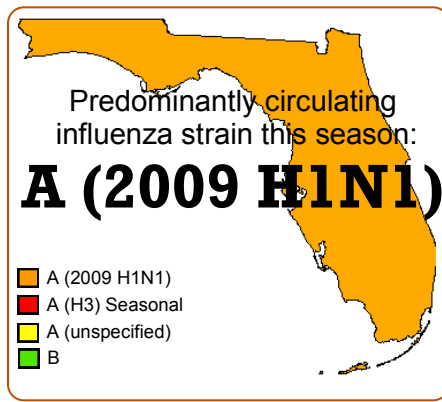 Predominantly circulating
influenza strain this season:
A (2009 H1N1)
A (2009 H1N1)
A (H3) Seasonal
A (unspecified)
B